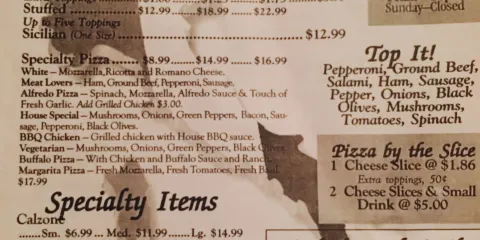 Stuffed ............ $12.99........$18.99 ....... $22.99
Up to Five Toppings
Sicilian (One Size) ........................................ $12.99
Specialty Pizza ....... $8.99 ........$14.99 ....... $16.99
White – Mozzarella, Ricotta and Romano Cheese.
Meat Lovers – Ham, Ground Beef, Pepperoni, Sausage.
Alfredo Pizza – Spinach, Mozzarella, Alfredo Sauce & Touch of
Fresh Garlic. Add Grilled Chicken $3.00.
House Special – Mushrooms, Onions, Green Peppers, Bacon, Sau-
sage, Pepperoni, Black Olives.
BBQ Chicken – Grilled chicken with House BBQ sauce.
Vegetarian – Mushrooms, Onions, Green Peppers, Black Olives
Buffalo Pizza – With Chicken and Buffalo Sauce and Ranch.
Margarita Pizza – Fresh Mozzarella, Fresh Tomatoes, Fresh Basil.
$17.99
Specialty Items
Calzone
.......Sm. $6.99 ... Med. $11.99 .......Lg. $14.99
Sunday–Closed
Top It!
Pepperoni, Ground Beef,
Salami, Ham, Sausage,
Pepper, Onions, Black
Olives, Mushrooms,
Tomatoes, Spinach
Pizza by the Slice
1 Cheese Slice @ $1.86
Extra toppings, 50¢
2 Cheese Slices & Small
Drink @ $5.00